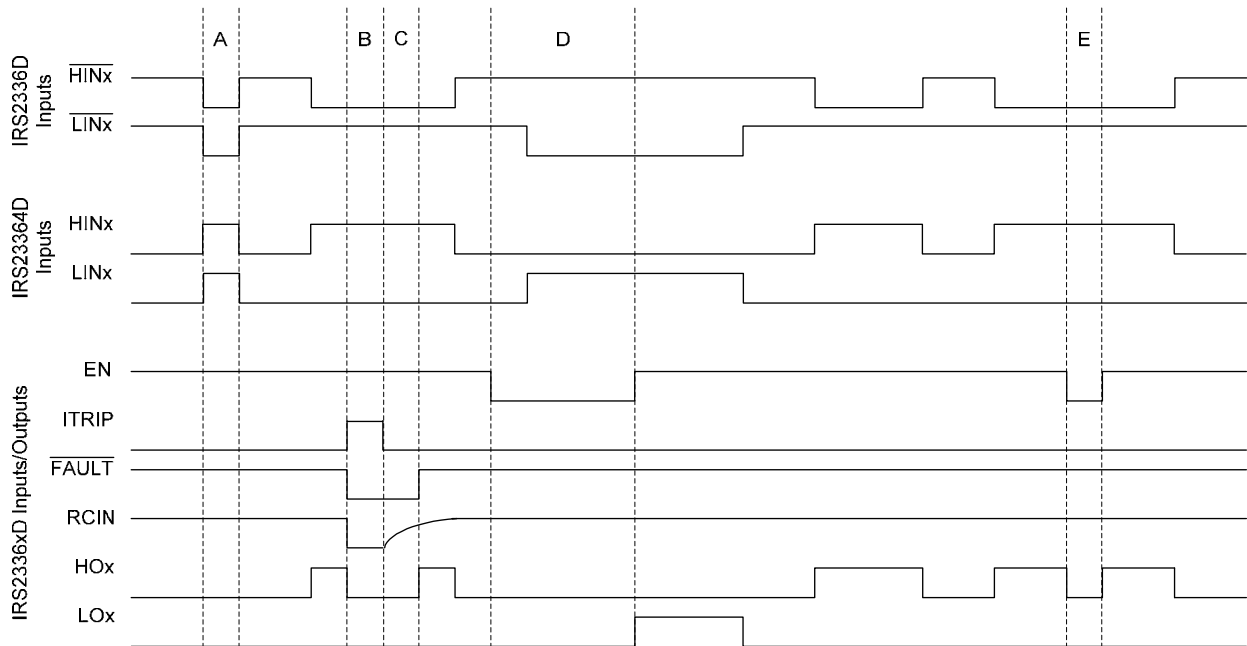 A
B
C
D
E
IRS2336D
Inputs
HINx
LINx
IRS23364D
Inputs
HINx
LINx
IRS2336xD Inputs/Outputs
EN
ITRIP
FAULT
RCIN
HOx
LOx